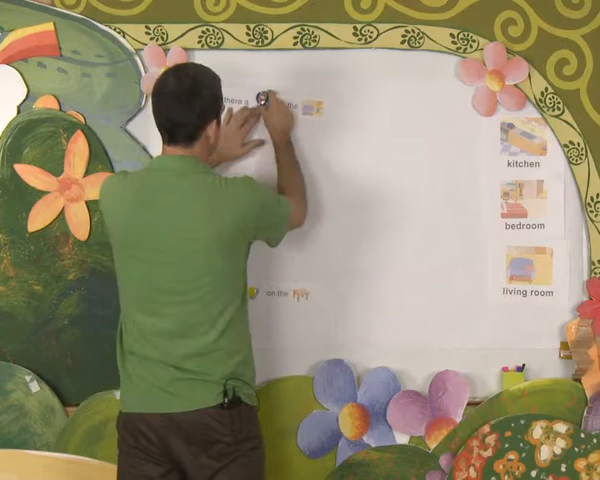 there a the
kitchen
bedroom
living room
on the